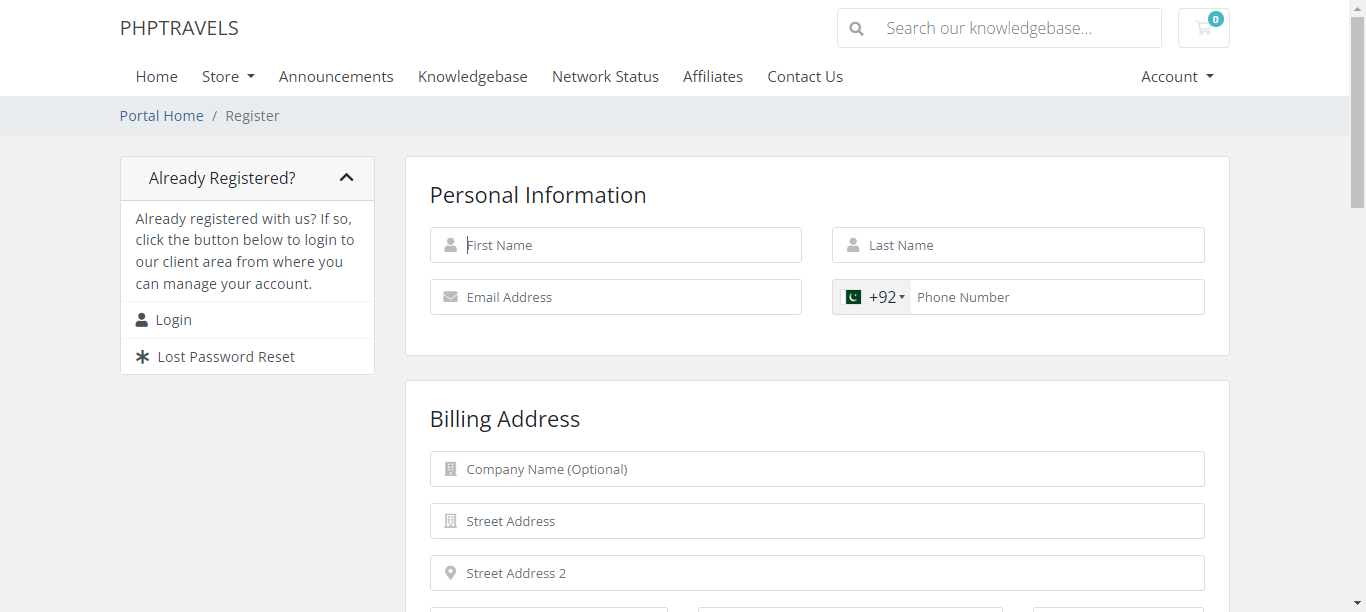 PHPTRAVELS
Search our knowledgebase...
0
Home Store Announcements Knowledgebase Network Status Affiliates Contact Us Account
Portal Home / Register
Already Registered?
Already registered with us? If so,
click the button below to login to
our client area from where you
can manage your account.
Login
Lost Password Reset
Personal Information
First Name Last Name
Email Address +92 Phone Number
Billing Address
Company Name (Optional)
Street Address
Street Address 2